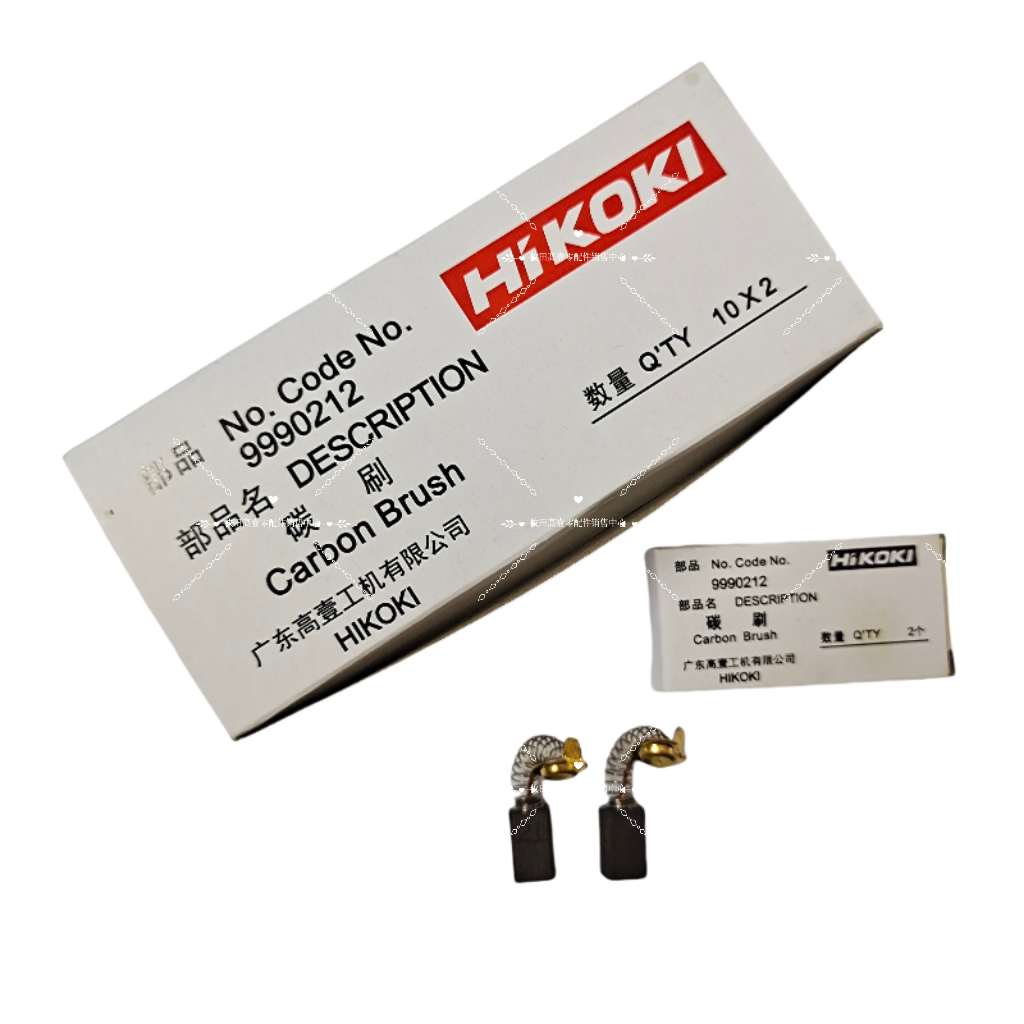 HiKOKI
部品 No. Code No.
9990212
部品名 DESCRIPTION
碳 刷
Carbon Brush
数量 Q'TY 10X2
广东高壹工机有限公司
HIKOKI
部品 No. Code No.
HiKOKI
9990212
部品名 DESCRIPTION
碳 刷
Carbon Brush
数量 Q'TY 2个
广东高壹工机有限公司
HIKOKI